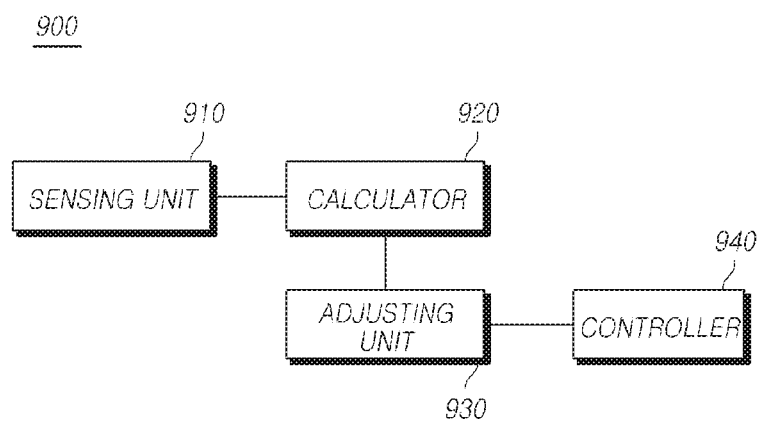 900
910
920
SENSING UNIT
CALCULATOR
940
ADJUSTING
UNIT
CONTROLLER
930